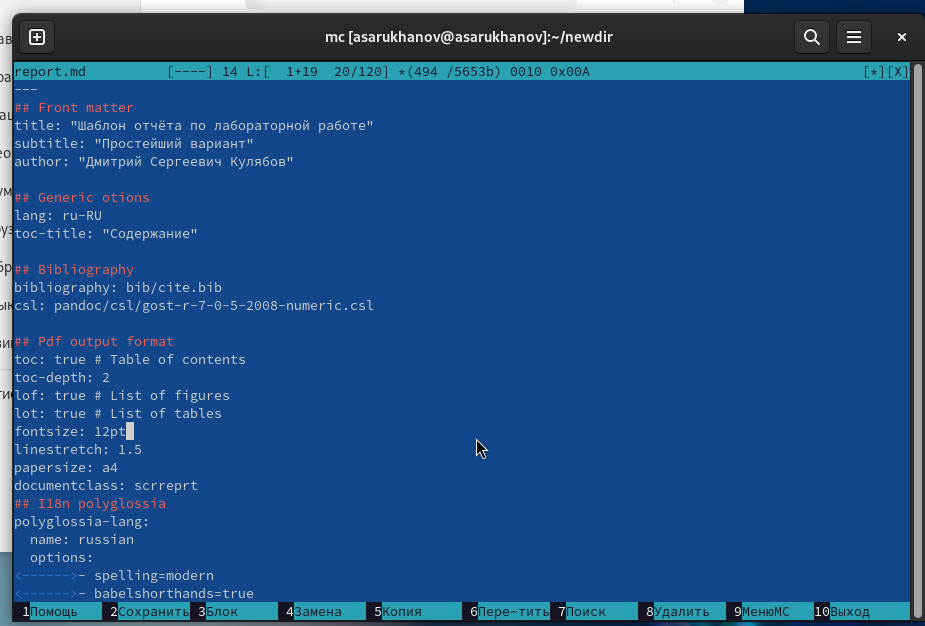 mc [asarukhanov@asarukhanov]:~/newdir
report.md [----] 14 L:[ 1+19 20/120] *(494 /5653b) 0010 0x00A [*][X]
---
## Front matter
title: "Шаблон отчёта по лабораторной работе"
subtitle: "Простейший вариант"
author: "Дмитрий Сергеевич Кулябов"
## Generic otions
lang: ru-RU
toc-title: "Содержание"
## Bibliography
bibliography: bib/cite.bib
csl: pandoc/csl/gost-r-7-0-5-2008-numeric.csl
## Pdf output format
toc: true # Table of contents
toc-depth: 2
lof: true # List of figures
lot: true # List of tables
fontsize: 12pt
linestretch: 1.5
papersize: a4
documentclass: scrreprt
## I18n polyglossia
polyglossia-lang:
  name: russian
  options:
<------>- spelling=modern
<------>- babelshorthands=true
1Помощь 2Сохранить 3Блок 4Замена 5Копия 6Пере~тить 7Поиск 8Удалить 9МенюМС 10Выход